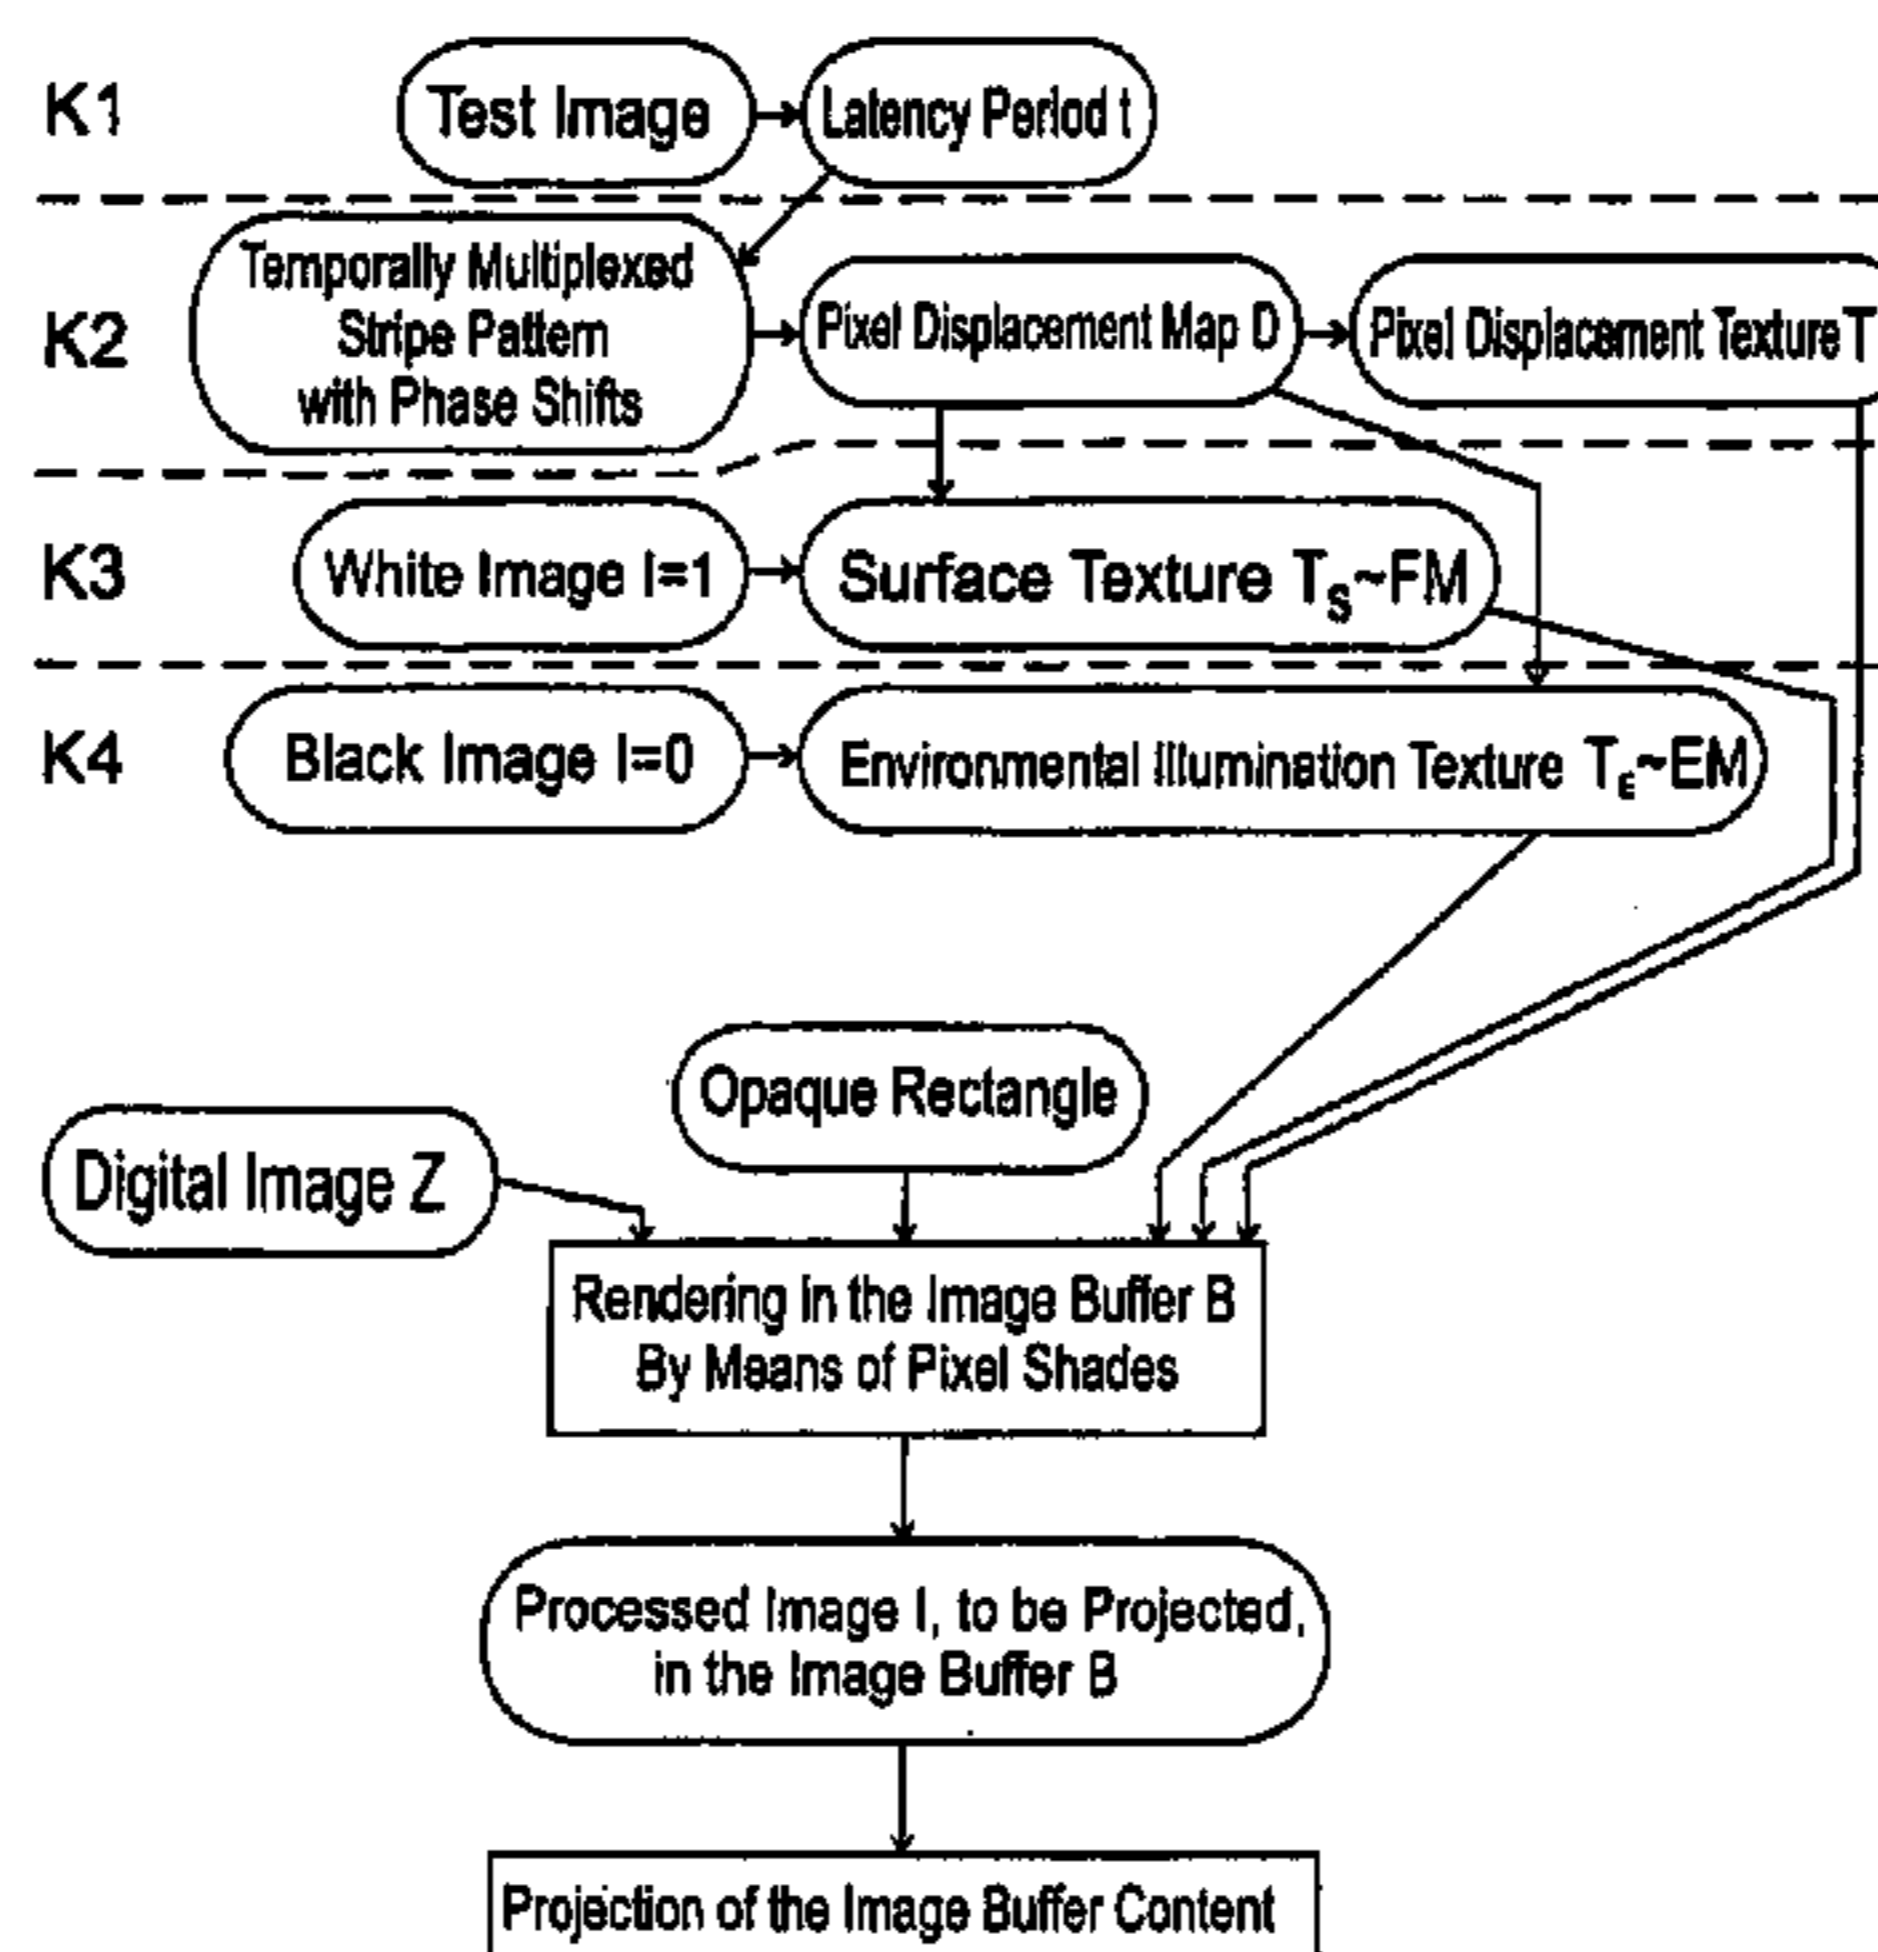 K1
Test Image
Latency Period t
K2
Temporally Multiplexed
Stripe Pattern
with Phase Shifts
Pixel Displacement Map D
Pixel Displacement Texture T
K3
White Image I=1
Surface Texture TS~FM
K4
Black Image I=0
Environmental Illumination Texture TE~EM
Opaque Rectangle
Digital Image Z
Rendering in the Image Buffer B
By Means of Pixel Shades
Processed Image I, to be Projected,
in the Image Buffer B
Projection of the Image Buffer Content